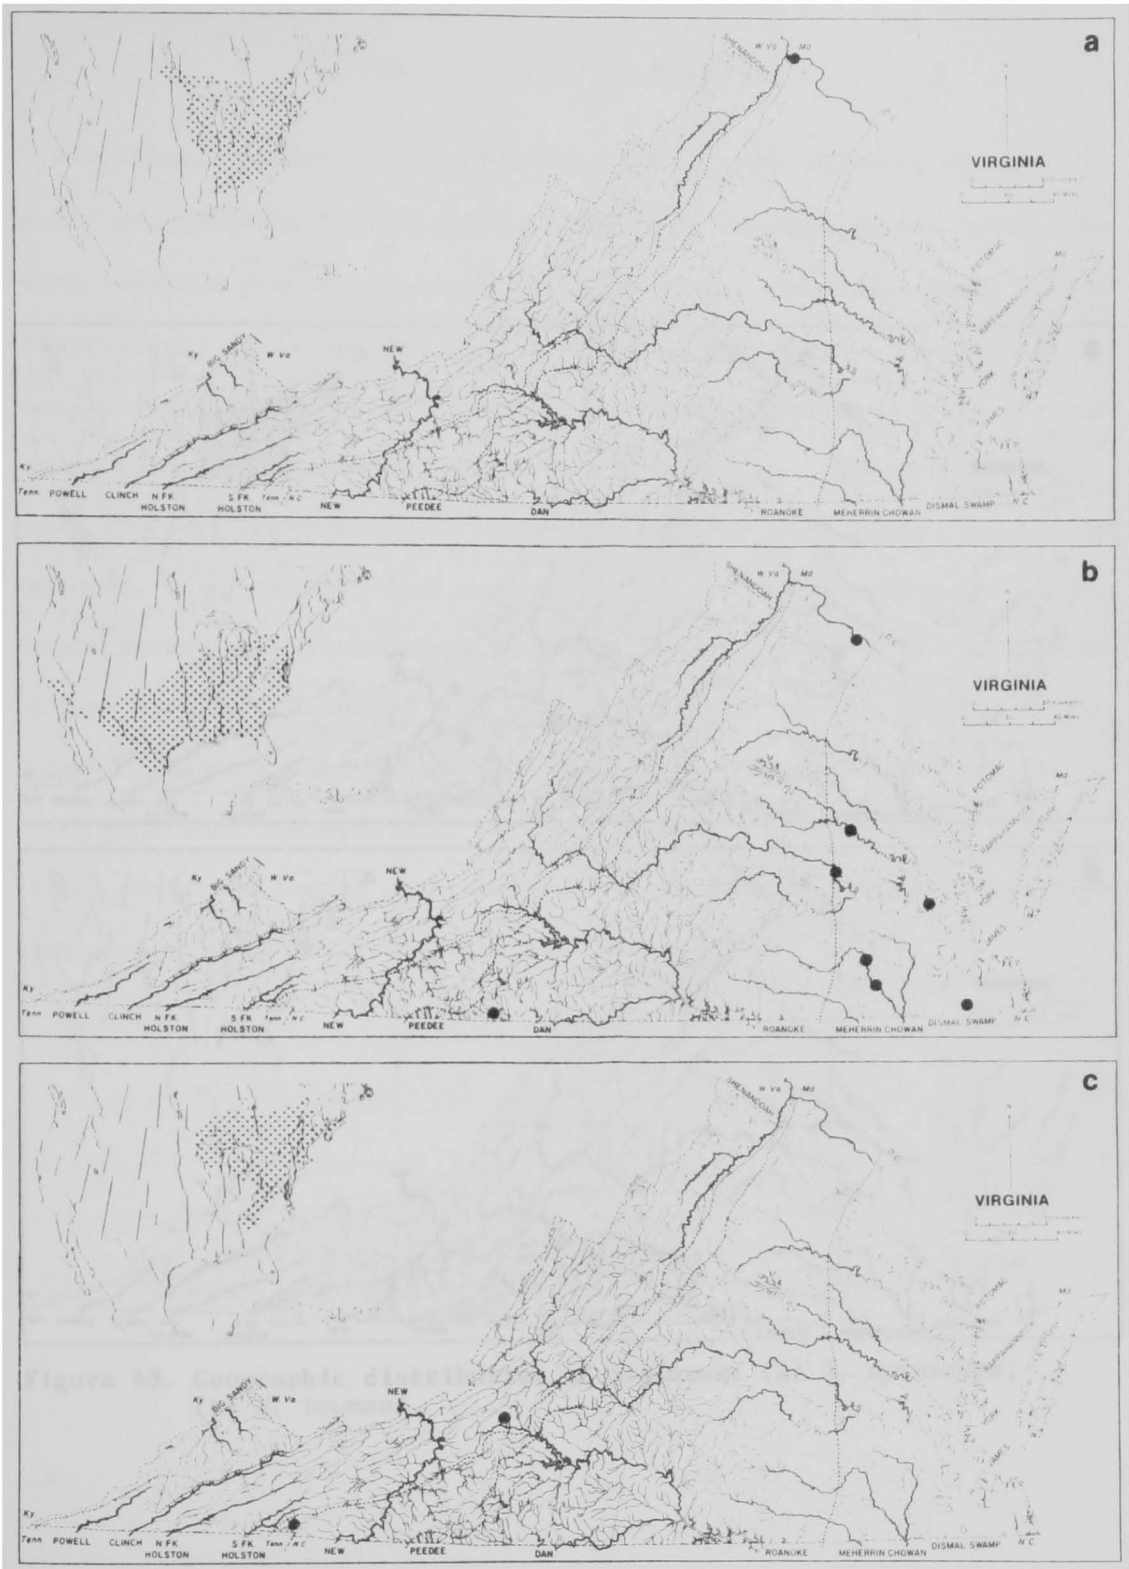 a
SHENANDOAH
W Va Md
VIRGINIA
POTOMAC
Md
RAPPAHANNOCK
YORK
JAMES
Ky BIG SANDY W Va
NEW
Ky
Tenn POWELL CLINCH N.FK HOLSTON S.FK HOLSTON Tenn N C NEW PEEDEE DAN ROANOKE MEHERRIN CHOWAN DISMAL SWAMP N C
b
SHENANDOAH
W Va Md
VIRGINIA
POTOMAC
Md
RAPPAHANNOCK
YORK
JAMES
Ky BIG SANDY W Va
NEW
Ky
Tenn POWELL CLINCH N.FK HOLSTON S.FK HOLSTON Tenn N C NEW PEEDEE DAN ROANOKE MEHERRIN CHOWAN DISMAL SWAMP N C
c
SHENANDOAH
W Va Md
D C
VIRGINIA
POTOMAC
Md
RAPPAHANNOCK
YORK
JAMES
Figure 68. Geographic distribution
Ky BIG SANDY W Va
NEW
Ky
Tenn POWELL CLINCH N.FK HOLSTON S.FK HOLSTON Tenn N C NEW PEEDEE DAN ROANOKE MEHERRIN CHOWAN DISMAL SWAMP N C